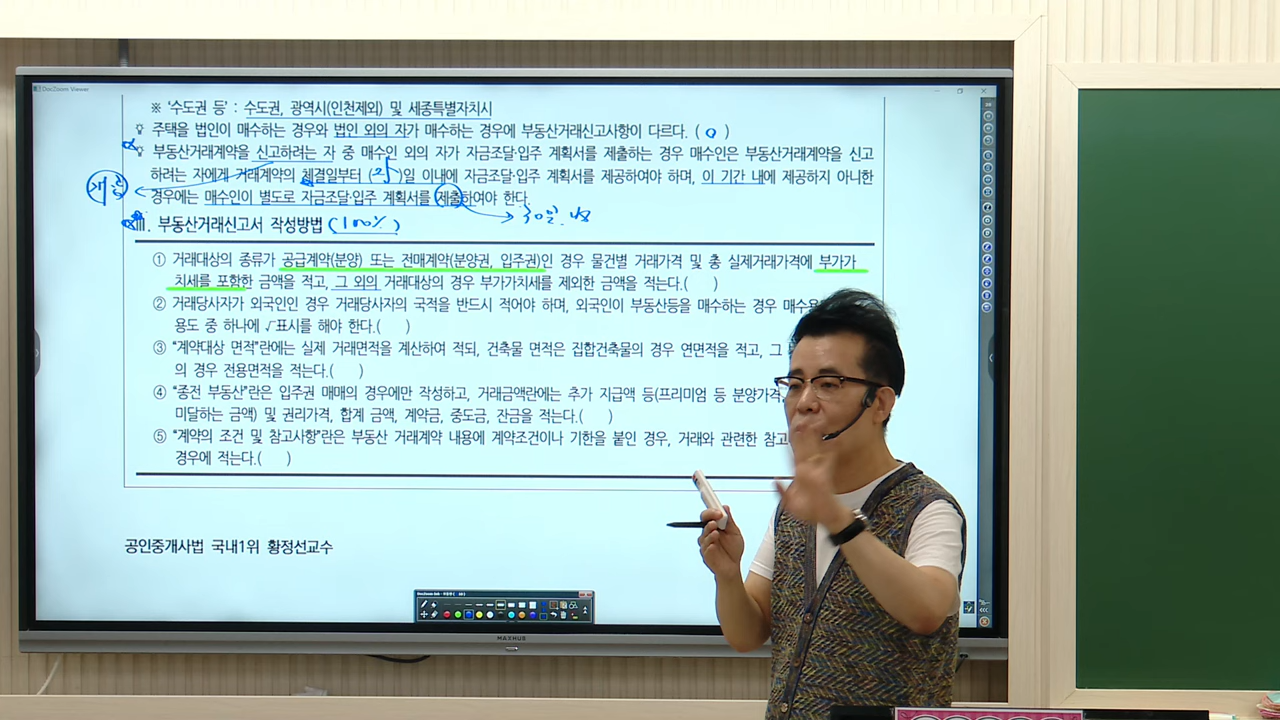 DocZoom Viewer
※ '수도권 등' : 수도권, 광역시(인천제외) 및 세종특별자치시
주택을 법인이 매수하는 경우와 법인 외의 자가 매수하는 경우에 부동산거래신고사항이 다르다. ( o )
부동산거래계약을 신고하려는 자 중 매수인 외의 자가 자금조달·입주 계획서를 제출하는 경우 매수인은 부동산거래계약을 신고
하려는 자에게 거래계약의 체결일부터 ( 25 )일 이내에 자금조달·입주 계획서를 제공하여야 하며, 이 기간 내에 제공하지 아니한
경우에는 매수인이 별도로 자금조달·입주 계획서를 제출하여야 한다.
30일 내
Ⅲ. 부동산거래신고서 작성방법 (100%)
① 거래대상의 종류가 공급계약(분양) 또는 전매계약(분양권, 입주권)인 경우 물건별 거래가격 및 총 실제거래가격에 부가가
치세를 포함한 금액을 적고, 그 외의 거래대상의 경우 부가가치세를 제외한 금액을 적는다.( )
② 거래당사자가 외국인인 경우 거래당사자의 국적을 반드시 적어야 하며, 외국인이 부동산등을 매수하는 경우 매수용
용도 중 하나에 √표시를 해야 한다.( )
③ "계약대상 면적"란에는 실제 거래면적을 계산하여 적되, 건축물 면적은 집합건축물의 경우 연면적을 적고, 그
의 경우 전용면적을 적는다.( )
④ "종전 부동산"란은 입주권 매매의 경우에만 작성하고, 거래금액란에는 추가 지급액 등(프리미엄 등 분양가격,
미달하는 금액) 및 권리가격, 합계 금액, 계약금, 중도금, 잔금을 적는다.( )
⑤ "계약의 조건 및 참고사항"란은 부동산 거래계약 내용에 계약조건이나 기한을 붙인 경우, 거래와 관련한 참고
경우에 적는다.( )
공인중개사법 국내1위 황정선교수
MAXHUB